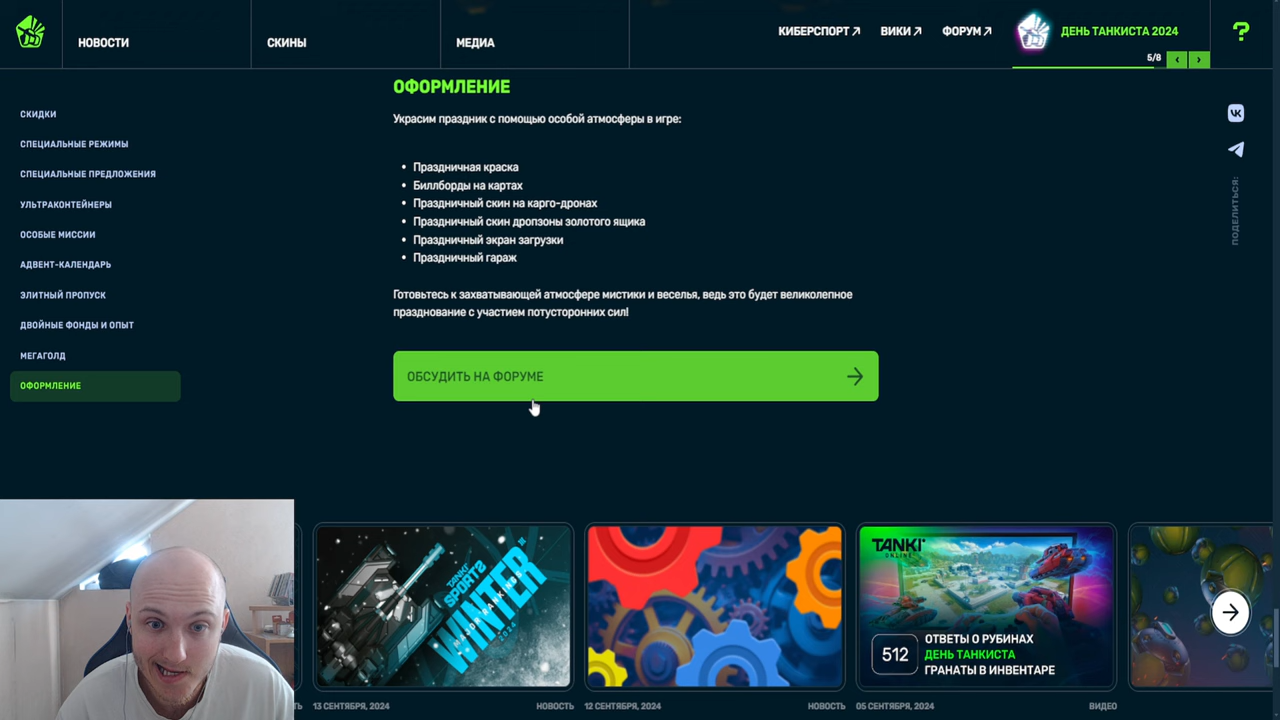 НОВОСТИ
СКИНЫ
МЕДИА
КИБЕРСПОРТ
ВИКИ
ФОРУМ
ДЕНЬ ТАНКИСТА 2024
?
5/8
СКИДКИ
СПЕЦИАЛЬНЫЕ РЕЖИМЫ
СПЕЦИАЛЬНЫЕ ПРЕДЛОЖЕНИЯ
УЛЬТРАКОНТЕЙНЕРЫ
ОСОБЫЕ МИССИИ
АДВЕНТ-КАЛЕНДАРЬ
ЭЛИТНЫЙ ПРОПУСК
ДВОЙНЫЕ ФОНДЫ И ОПЫТ
МЕГАГОЛД
ОФОРМЛЕНИЕ
ОФОРМЛЕНИЕ
Украсим праздник с помощью особой атмосферы в игре:
Праздничная краска
Биллборды на картах
Праздничный скин на карго-дронах
Праздничный скин дропзоны золотого ящика
Праздничный экран загрузки
Праздничный гараж
Готовьтесь к захватывающей атмосфере мистики и веселья, ведь это будет великолепное
празднование с участием потусторонних сил!
ОБСУДИТЬ НА ФОРУМЕ
ПОДЕЛИТЬСЯ:
TANKI
SPORTS
WINTER
MAJOR RANKINGS
TANKI
ONLINE
512
ОТВЕТЫ О РУБИНАХ
ДЕНЬ ТАНКИСТА
ГРАНАТЫ В ИНВЕНТАРЕ
13 СЕНТЯБРЯ, 2024
НОВОСТЬ
12 СЕНТЯБРЯ, 2024
НОВОСТЬ
05 СЕНТЯБРЯ, 2024
ВИДЕО